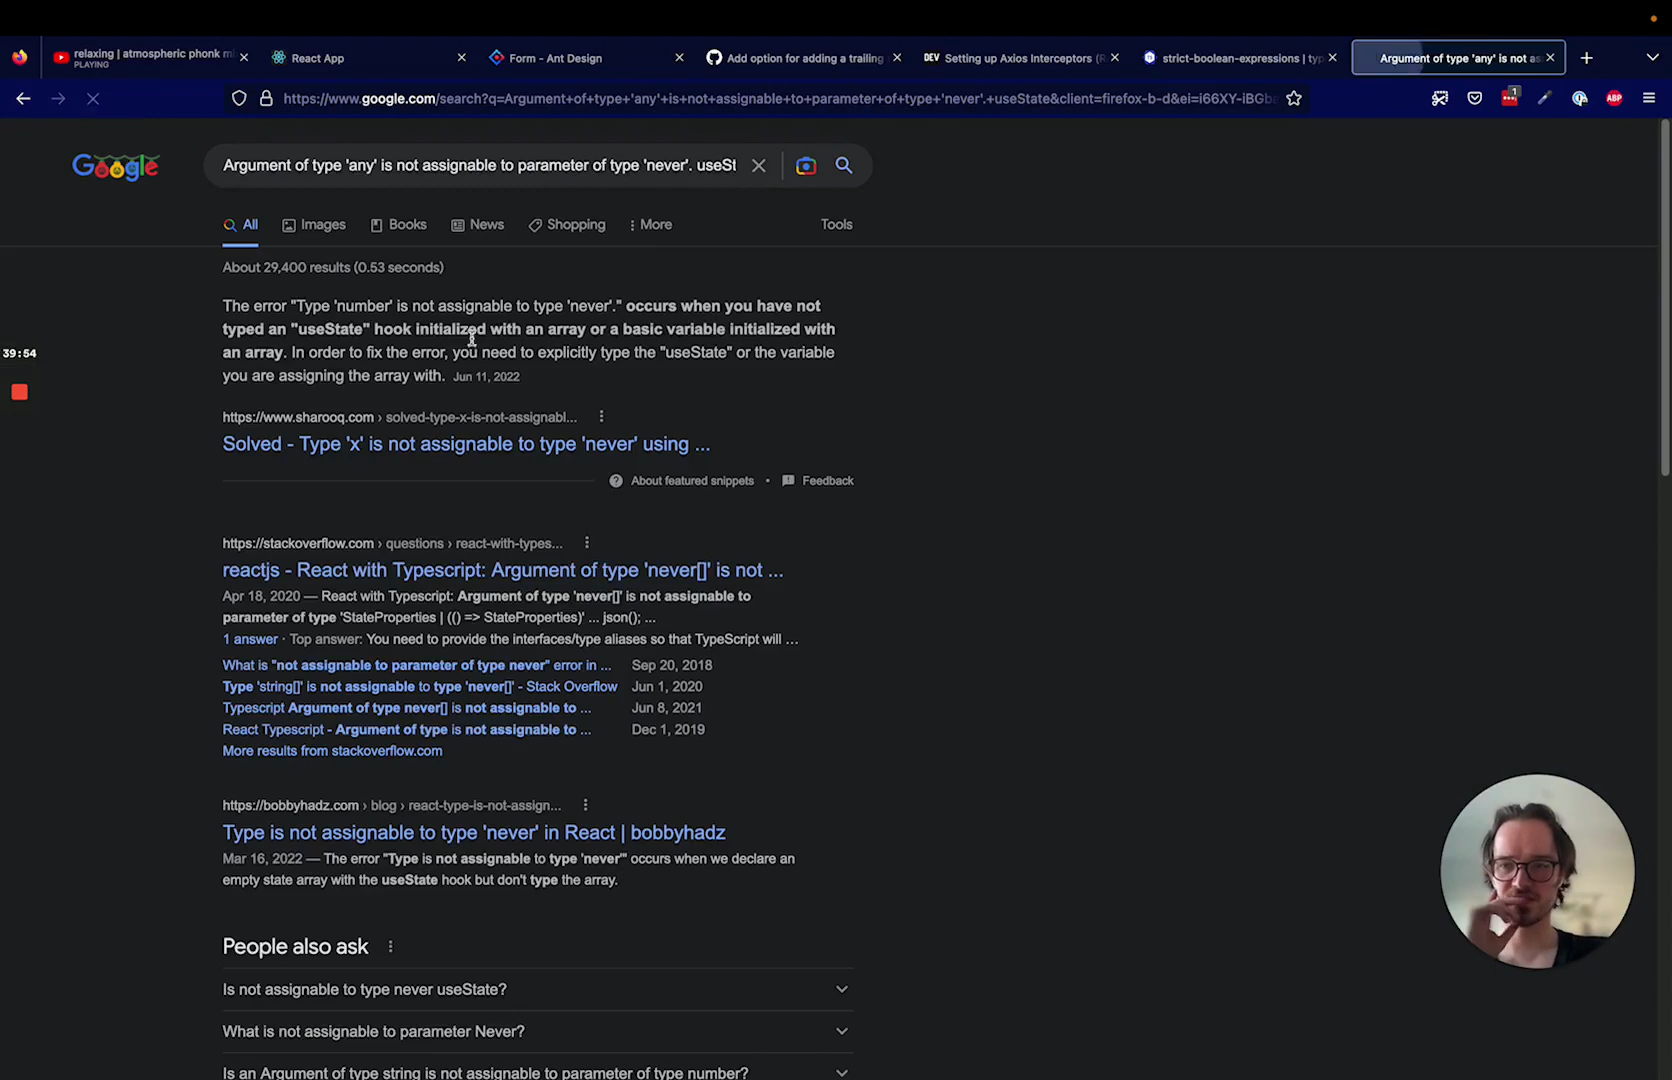 relaxing | atmospheric phonk m
PLAYING
React App
Form - Ant Design
Add option for adding a trailing
DEV Setting up Axios Interceptors (R
strict-boolean-expressions | typ
Argument of type 'any' is not as
https://www.google.com/search?q=Argument+of+type+'any'+is+not+assignable+to+parameter+of+type+'never'.+useState&client=firefox-b-d&ei=i66XY-iBGb
1
ABP
Google
Argument of type 'any' is not assignable to parameter of type 'never'. useSt
All
Images
Books
News
Shopping
More
Tools
About 29,400 results (0.53 seconds)
The error "Type 'number' is not assignable to type 'never'." occurs when you have not
typed an "useState" hook initialized with an array or a basic variable initialized with
an array. In order to fix the error, you need to explicitly type the "useState" or the variable
you are assigning the array with. Jun 11, 2022
39:54
https://www.sharooq.com › solved-type-x-is-not-assignabl...
Solved - Type 'x' is not assignable to type 'never' using ...
About featured snippets • Feedback
https://stackoverflow.com › questions › react-with-types...
reactjs - React with Typescript: Argument of type 'never[]' is not ...
Apr 18, 2020 — React with Typescript: Argument of type 'never[]' is not assignable to
parameter of type 'StateProperties | (() => StateProperties)' ... json(); ...
1 answer · Top answer: You need to provide the interfaces/type aliases so that TypeScript will ...
What is "not assignable to parameter of type never" error in ... Sep 20, 2018
Type 'string[]' is not assignable to type 'never[]' - Stack Overflow Jun 1, 2020
Typescript Argument of type never[] is not assignable to ... Jun 8, 2021
React Typescript - Argument of type is not assignable to ... Dec 1, 2019
More results from stackoverflow.com
https://bobbyhadz.com › blog › react-type-is-not-assign...
Type is not assignable to type 'never' in React | bobbyhadz
Mar 16, 2022 — The error "Type is not assignable to type 'never'" occurs when we declare an
empty state array with the useState hook but don't type the array.
People also ask
Is not assignable to type never useState?
What is not assignable to parameter Never?
Is an Argument of type string is not assignable to parameter of type number?